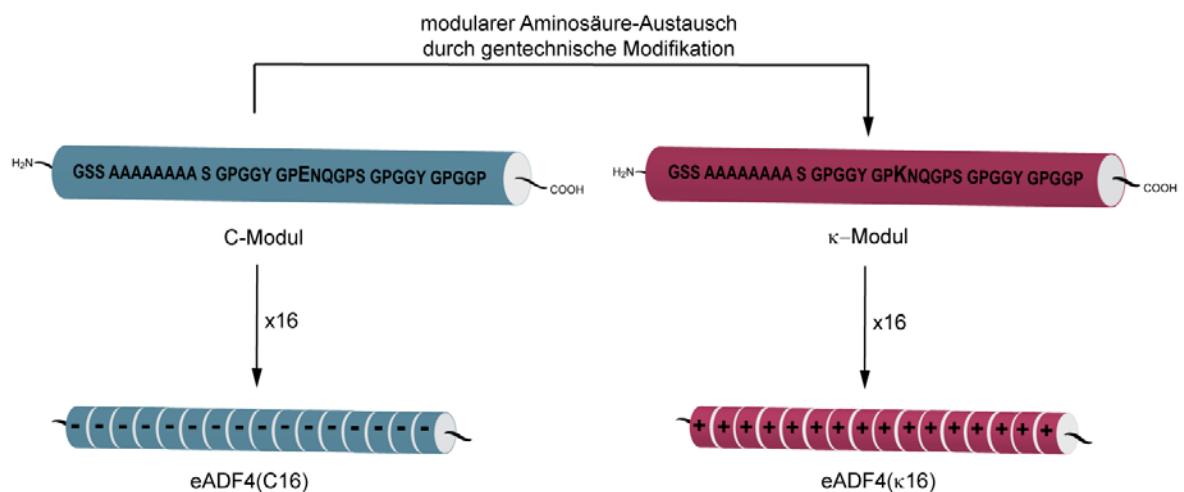 modularer Aminosäure-Austausch
durch gentechnische Modifikation
H₂N
GSS AAAAAAAA S GPGGY GPENQGPS GPGGY GPGGP
COOH
H₂N
GSS AAAAAAAA S GPGGY GPKNQGPS GPGGY GPGGP
COOH
C-Modul
κ–Modul
x16
x16
- - - - - - - - - - - - - - -
+ + + + + + + + + + + + + + + +
eADF4(C16)
eADF4(κ16)